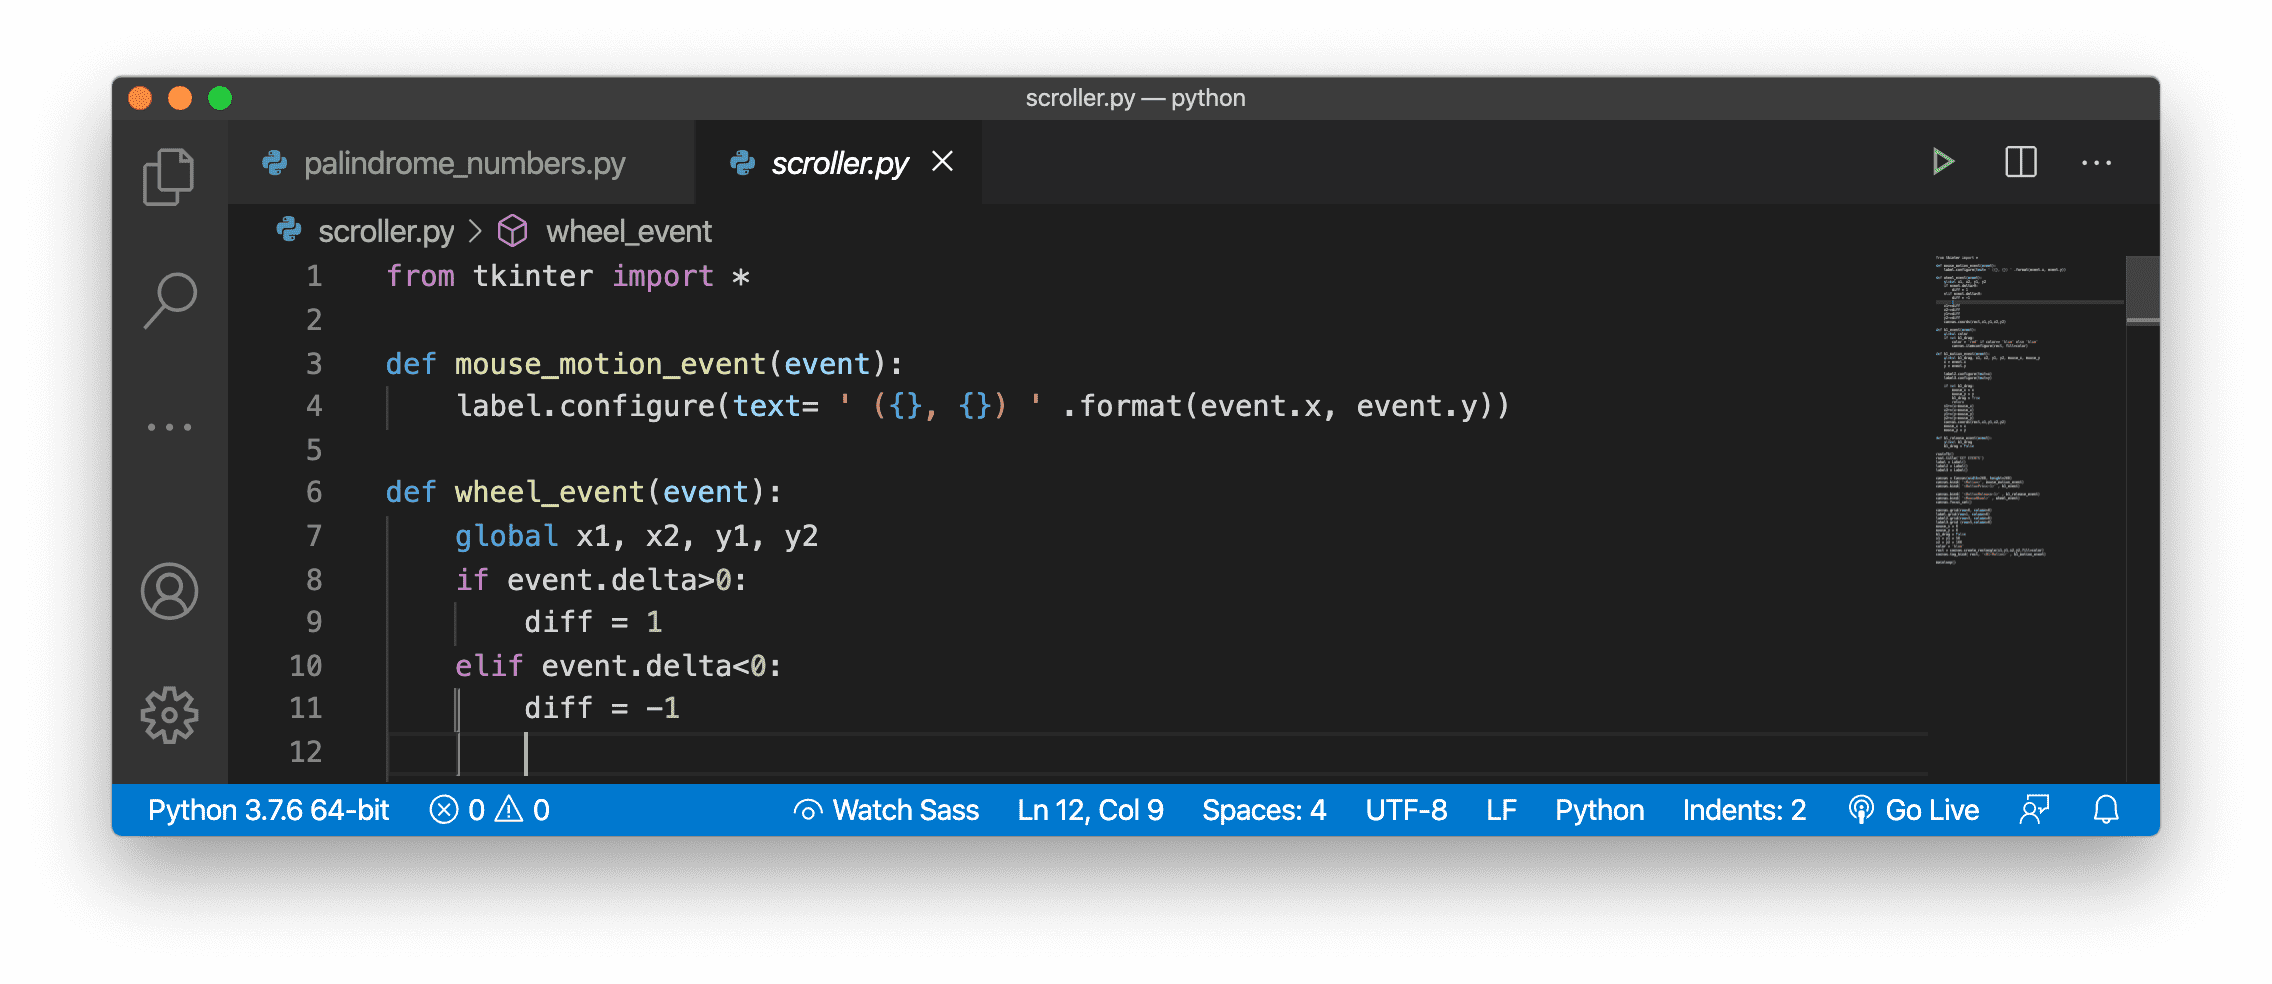 scroller.py — python
palindrome_numbers.py scroller.py
scroller.py > wheel_event
1 from tkinter import *
2
3 def mouse_motion_event(event):
4 label.configure(text= ' ({}, {}) ' .format(event.x, event.y))
5
6 def wheel_event(event):
7 global x1, x2, y1, y2
8 if event.delta>0:
9 diff = 1
10 elif event.delta<0:
11 diff = -1
12
Python 3.7.6 64-bit 0 0 Watch Sass Ln 12, Col 9 Spaces: 4 UTF-8 LF Python Indents: 2 Go Live